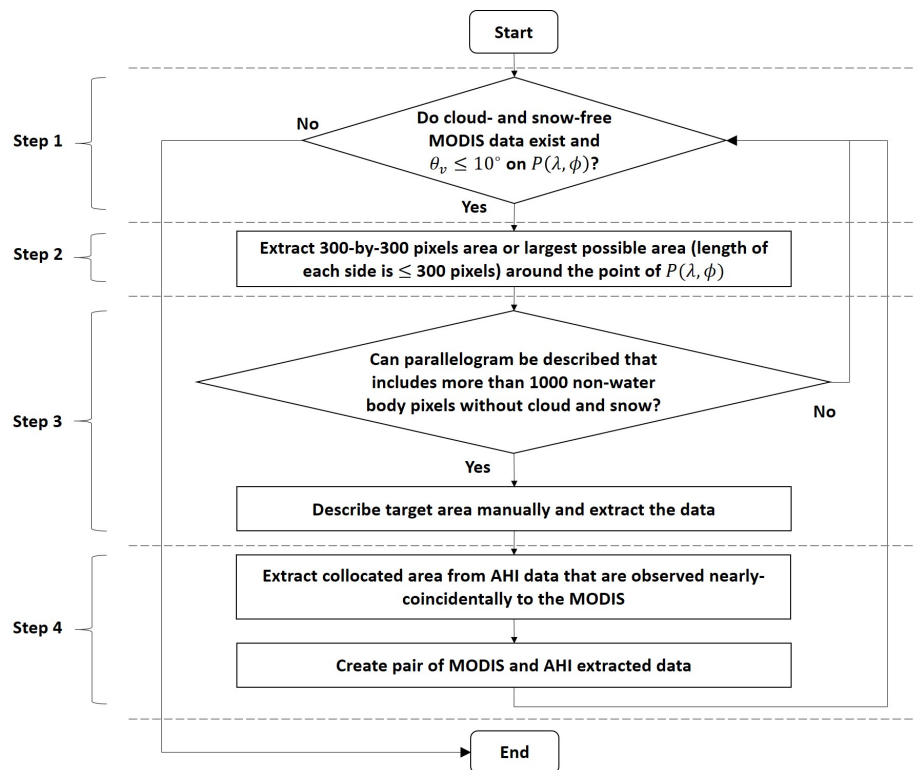 Start
Step 1
No
Do cloud- and snow-free
MODIS data exist and
θᵥ ≤ 10° on P(λ, ϕ)?
Yes
Step 2
Extract 300-by-300 pixels area or largest possible area (length of
each side is ≤ 300 pixels) around the point of P(λ, ϕ)
Step 3
Can parallelogram be described that
includes more than 1000 non-water
body pixels without cloud and snow?
No
Yes
Describe target area manually and extract the data
Step 4
Extract collocated area from AHI data that are observed nearly-
coincidentally to the MODIS
Create pair of MODIS and AHI extracted data
End